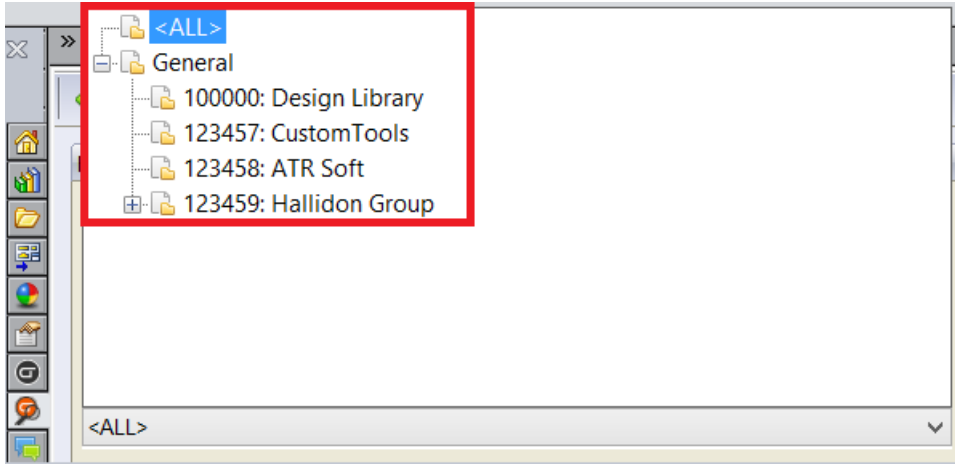 <ALL>
General
100000: Design Library
123457: CustomTools
123458: ATR Soft
123459: Hallidon Group
<ALL>